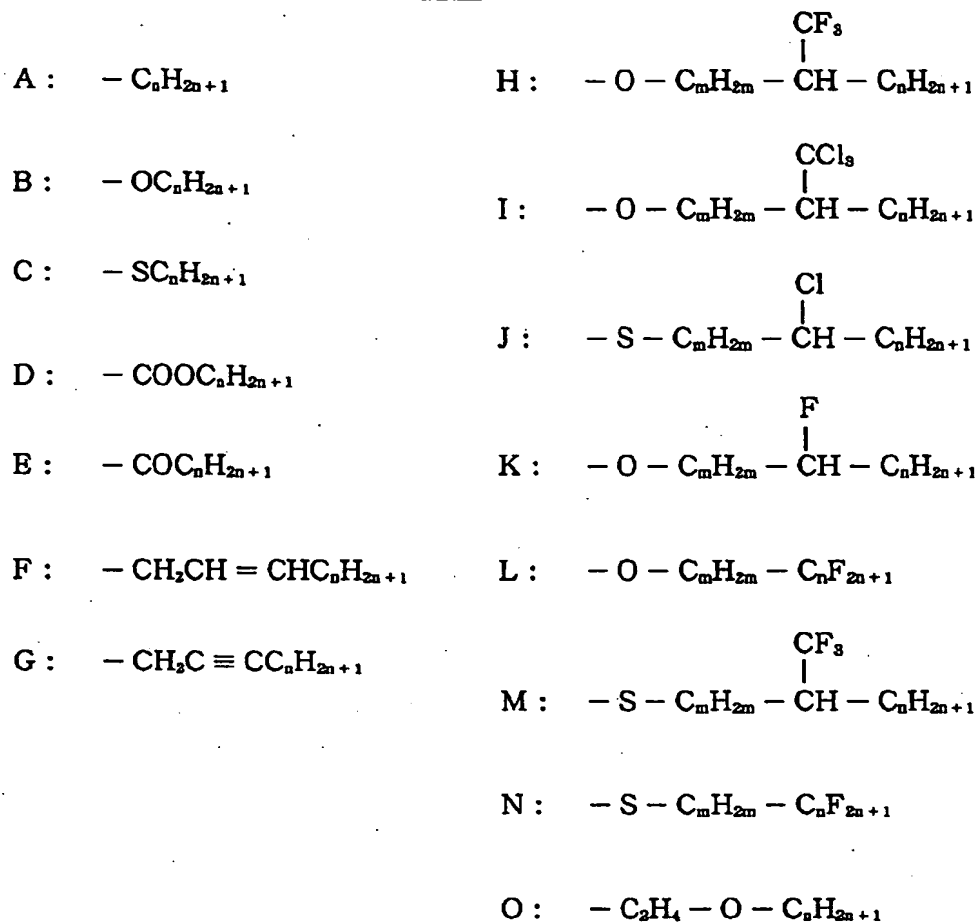 A : – CₙH₂ₙ₊₁
B : – OCₙH₂ₙ₊₁
C : – SCₙH₂ₙ₊₁
D : – COOCₙH₂ₙ₊₁
E : – COCₙH₂ₙ₊₁
F : – CH₂CH = CHCₙH₂ₙ₊₁
G : – CH₂C ≡ CCₙH₂ₙ₊₁
CF₃
|
H : – O – CₘH₂ₘ – CH – CₙH₂ₙ₊₁
CCl₃
|
I : – O – CₘH₂ₘ – CH – CₙH₂ₙ₊₁
Cl
|
J : – S – CₘH₂ₘ – CH – CₙH₂ₙ₊₁
F
|
K : – O – CₘH₂ₘ – CH – CₙH₂ₙ₊₁
L : – O – CₘH₂ₘ – CₙF₂ₙ₊₁
CF₃
|
M : – S – CₘH₂ₘ – CH – CₙH₂ₙ₊₁
N : – S – CₘH₂ₘ – CₙF₂ₙ₊₁
O : – C₂H₄ – O – CₙH₂ₙ₊₁